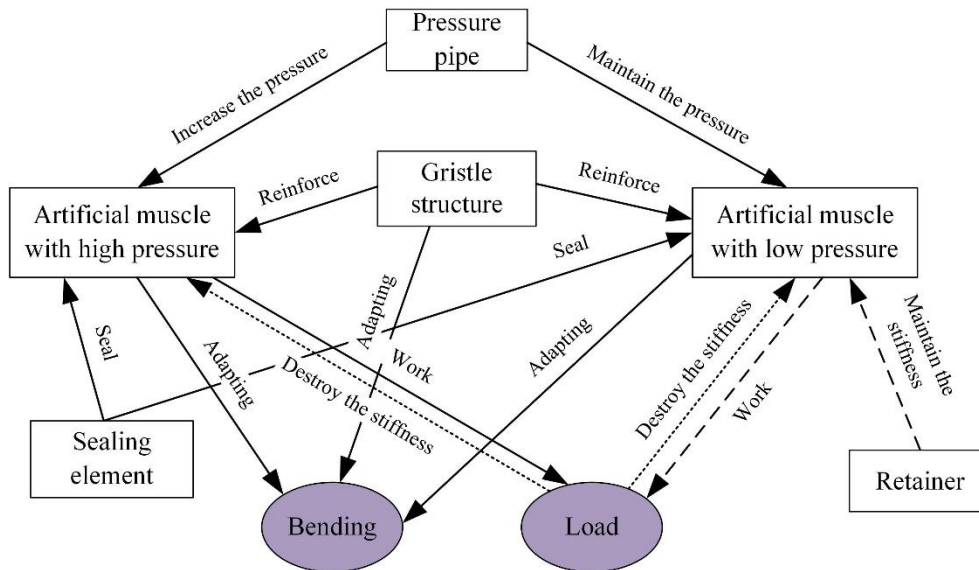 Pressure
pipe
Increase the pressure
Maintain the pressure
Reinforce
Gristle
structure
Reinforce
Artificial muscle
with high pressure
Artificial muscle
with low pressure
Seal
Seal
Adapting
Adapting
Work
Destroy the stiffness
Adapting
Destroy the stiffness
Work
Maintain the
stiffness
Sealing
element
Retainer
Bending
Load